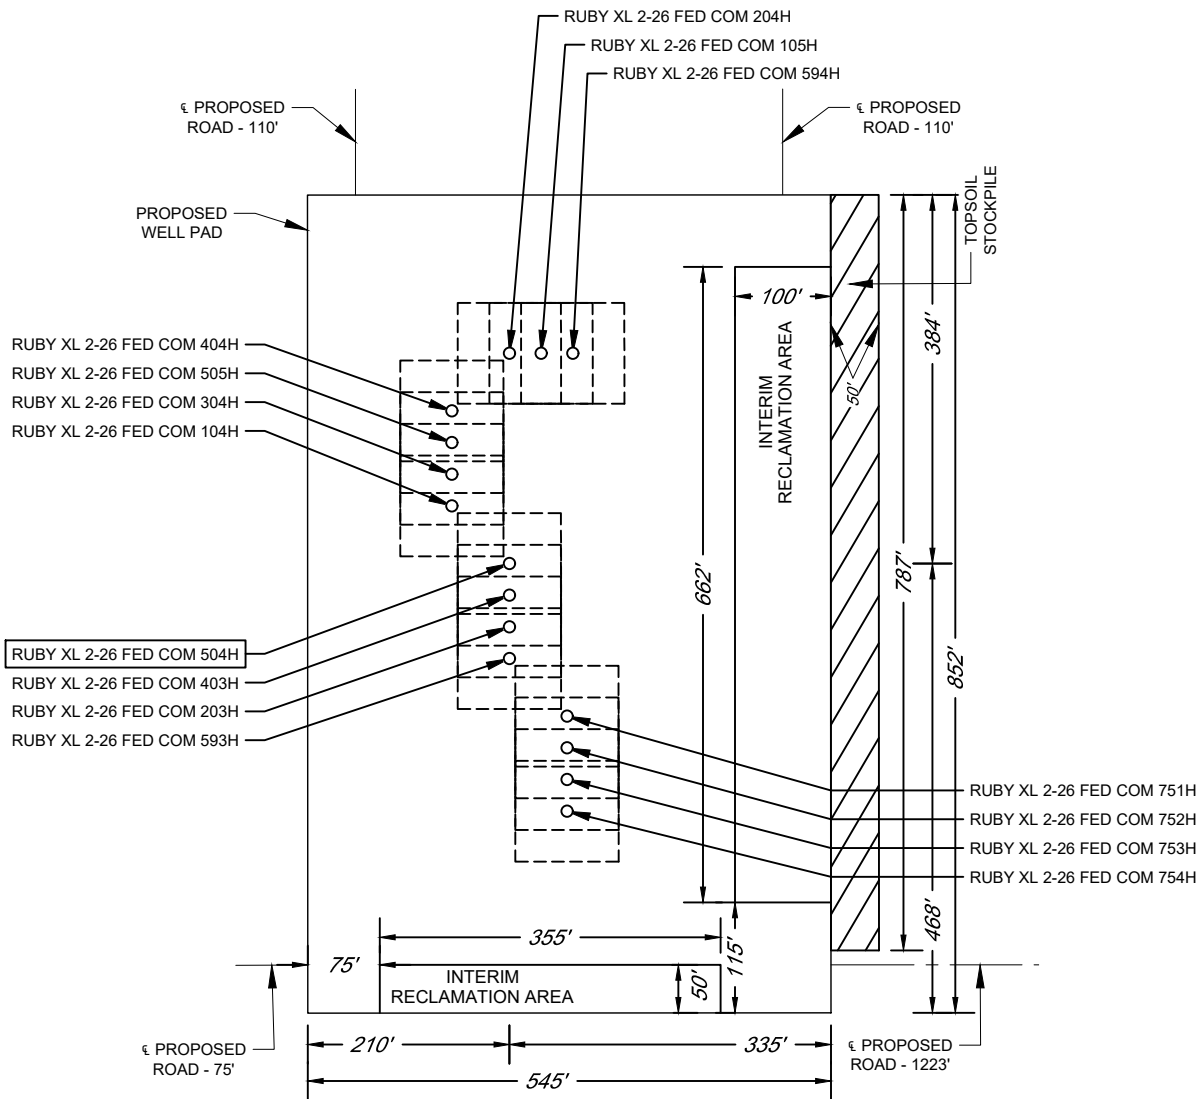 RUBY XL 2-26 FED COM 204H
RUBY XL 2-26 FED COM 105H
RUBY XL 2-26 FED COM 594H
℄ PROPOSED
ROAD - 110'
℄ PROPOSED
ROAD - 110'
PROPOSED
WELL PAD
TOPSOIL
STOCKPILE
100'
INTERIM
RECLAMATION AREA
50'
384'
RUBY XL 2-26 FED COM 404H
RUBY XL 2-26 FED COM 505H
RUBY XL 2-26 FED COM 304H
RUBY XL 2-26 FED COM 104H
662'
787'
852'
RUBY XL 2-26 FED COM 504H
RUBY XL 2-26 FED COM 403H
RUBY XL 2-26 FED COM 203H
RUBY XL 2-26 FED COM 593H
RUBY XL 2-26 FED COM 751H
RUBY XL 2-26 FED COM 752H
RUBY XL 2-26 FED COM 753H
RUBY XL 2-26 FED COM 754H
468'
355'
115'
75'
INTERIM
RECLAMATION AREA
50'
℄ PROPOSED
ROAD - 75'
210'
335'
℄ PROPOSED
ROAD - 1223'
545'